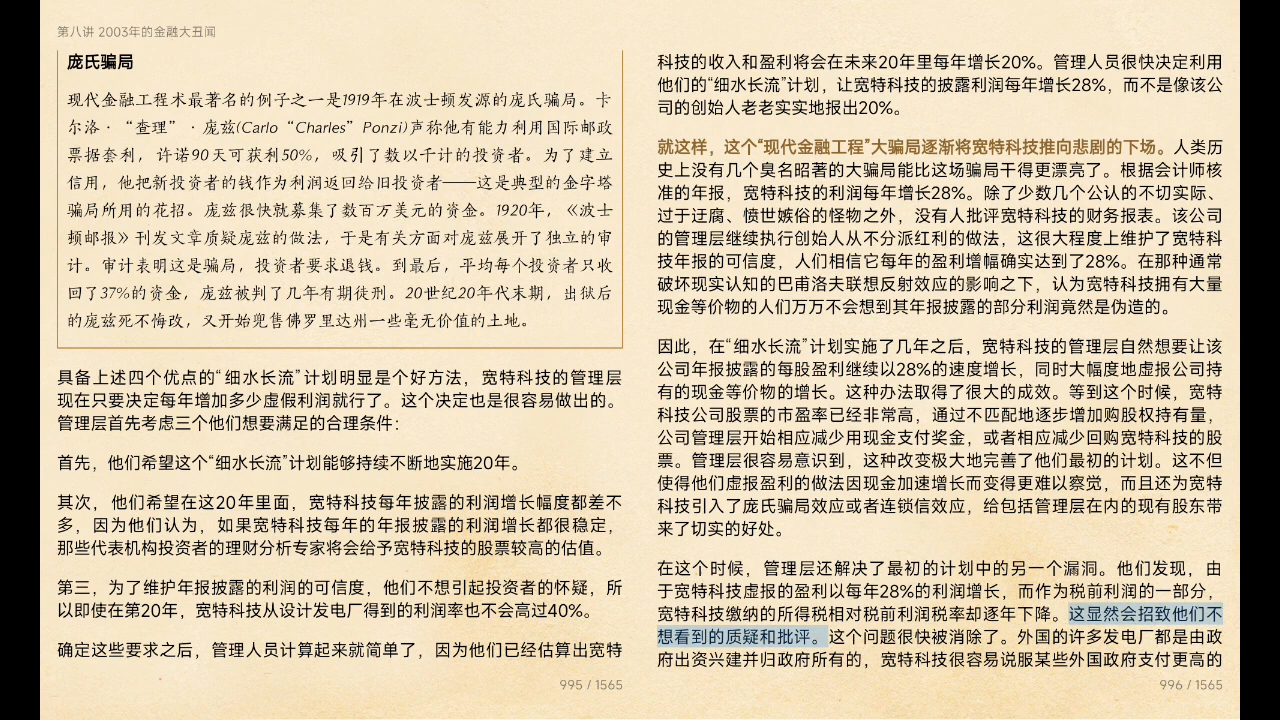 第八讲 2003年的金融大丑闻
庞氏骗局
现代金融工程术最著名的例子之一是1919年在波士顿发源的庞氏骗局。卡
尔洛·“查理”·庞兹(Carlo “Charles” Ponzi)声称他有能力利用国际邮政
票据套利，许诺90天可获利50%，吸引了数以千计的投资者。为了建立
信用，他把新投资者的钱作为利润返回给旧投资者——这是典型的金字塔
骗局所用的花招。庞兹很快就募集了数百万美元的资金。1920年，《波士
顿邮报》刊发文章质疑庞兹的做法，于是有关方面对庞兹展开了独立的审
计。审计表明这是骗局，投资者要求退钱。到最后，平均每个投资者只收
回了37%的资金，庞兹被判了几年有期徒刑。20世纪20年代末期，出狱后
的庞兹死不悔改，又开始兜售佛罗里达州一些毫无价值的土地。
具备上述四个优点的“细水长流”计划明显是个好方法，宽特科技的管理层
现在只要决定每年增加多少虚假利润就行了。这个决定也是很容易做出的。
管理层首先考虑三个他们想要满足的合理条件：
首先，他们希望这个“细水长流”计划能够持续不断地实施20年。
其次，他们希望在这20年里面，宽特科技每年披露的利润增长幅度都差不
多，因为他们认为，如果宽特科技每年的年报披露的利润增长都很稳定，
那些代表机构投资者的理财分析专家将会给予宽特科技的股票较高的估值。
第三，为了维护年报披露的利润的可信度，他们不想引起投资者的怀疑，所
以即使在第20年，宽特科技从设计发电厂得到的利润率也不会高过40%。
确定这些要求之后，管理人员计算起来就简单了，因为他们已经估算出宽特
995 / 1565
科技的收入和盈利将会在未来20年里每年增长20%。管理人员很快决定利用
他们的“细水长流”计划，让宽特科技的披露利润每年增长28%，而不是像该公
司的创始人老老实实地报出20%。
就这样，这个“现代金融工程”大骗局逐渐将宽特科技推向悲剧的下场。人类历
史上没有几个臭名昭著的大骗局能比这场骗局干得更漂亮了。根据会计师核
准的年报，宽特科技的利润每年增长28%。除了少数几个公认的不切实际、
过于迂腐、愤世嫉俗的怪物之外，没有人批评宽特科技的财务报表。该公司
的管理层继续执行创始人从不分派红利的做法，这很大程度上维护了宽特科
技年报的可信度，人们相信它每年的盈利增幅确实达到了28%。在那种通常
破坏现实认知的巴甫洛夫联想反射效应的影响之下，认为宽特科技拥有大量
现金等价物的人们万万不会想到其年报披露的部分利润竟然是伪造的。
因此，在“细水长流”计划实施了几年之后，宽特科技的管理层自然想要让该
公司年报披露的每股盈利继续以28%的速度增长，同时大幅度地虚报公司持
有的现金等价物的增长。这种办法取得了很大的成效。等到这个时候，宽特
科技公司股票的市盈率已经非常高，通过不匹配地逐步增加购股权持有量，
公司管理层开始相应减少用现金支付奖金，或者相应减少回购宽特科技的股
票。管理层很容易意识到，这种改变极大地完善了他们最初的计划。这不但
使得他们虚报盈利的做法因现金加速增长而变得更难以察觉，而且还为宽特
科技引入了庞氏骗局效应或者连锁信效应，给包括管理层在内的现有股东带
来了切实的好处。
在这个时候，管理层还解决了最初的计划中的另一个漏洞。他们发现，由
于宽特科技虚报的盈利以每年28%的利润增长，而作为税前利润的一部分，
宽特科技缴纳的所得税相对税前利润税率却逐年下降。这显然会招致他们不
想看到的质疑和批评。这个问题很快被消除了。外国的许多发电厂都是由政
府出资兴建并归政府所有的，宽特科技很容易说服某些外国政府支付更高的
996 / 1565